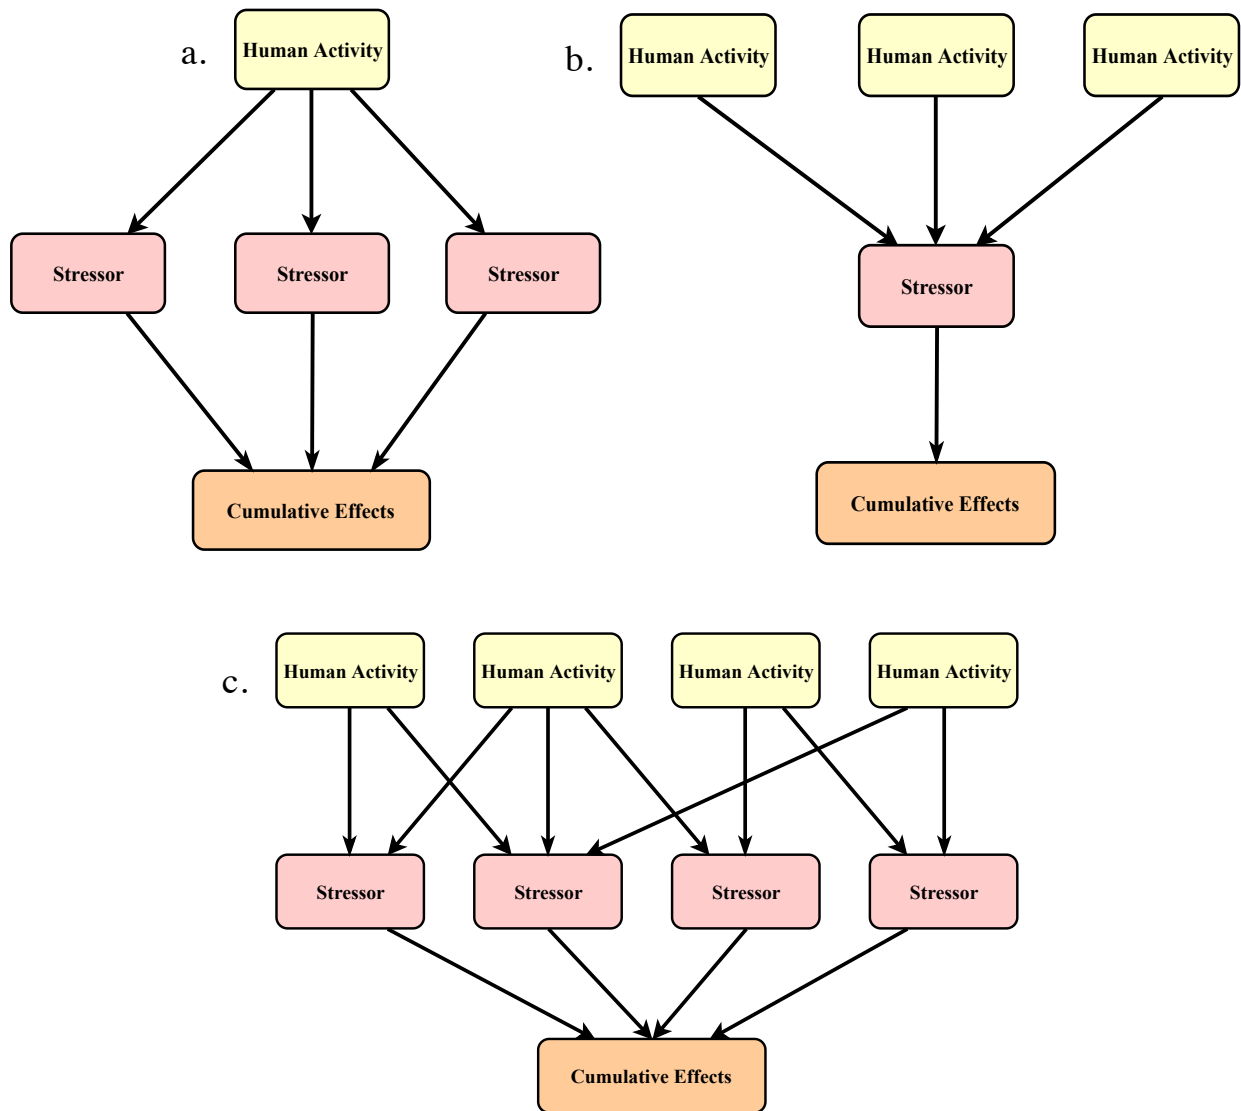 a.
Human Activity
Stressor
Stressor
Stressor
Cumulative Effects
b.
Human Activity
Human Activity
Human Activity
Stressor
Cumulative Effects
c.
Human Activity
Human Activity
Human Activity
Human Activity
Stressor
Stressor
Stressor
Stressor
Cumulative Effects